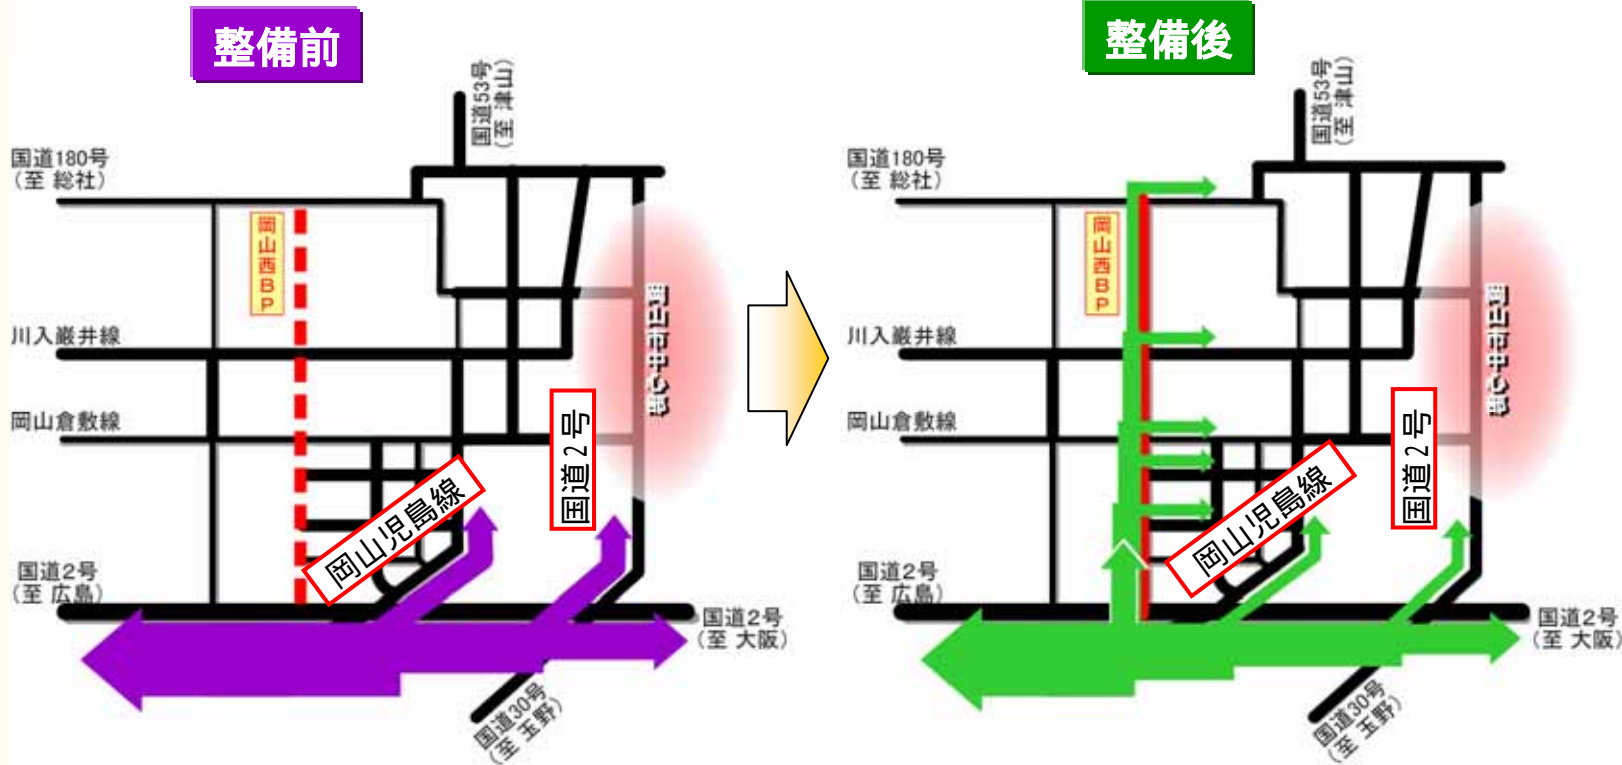 整備前
国道53号
（至 津山）
国道180号
（至 総社）
岡山西BP
川入巌井線
岡山市中心部
岡山倉敷線
国道2号
岡山児島線
国道2号
（至 広島）
国道2号
（至 大阪）
国道30号
（至 玉野）
整備後
国道53号
（至 津山）
国道180号
（至 総社）
岡山西BP
川入巌井線
岡山市中心部
岡山倉敷線
国道2号
岡山児島線
国道2号
（至 広島）
国道2号
（至 大阪）
国道30号
（至 玉野）